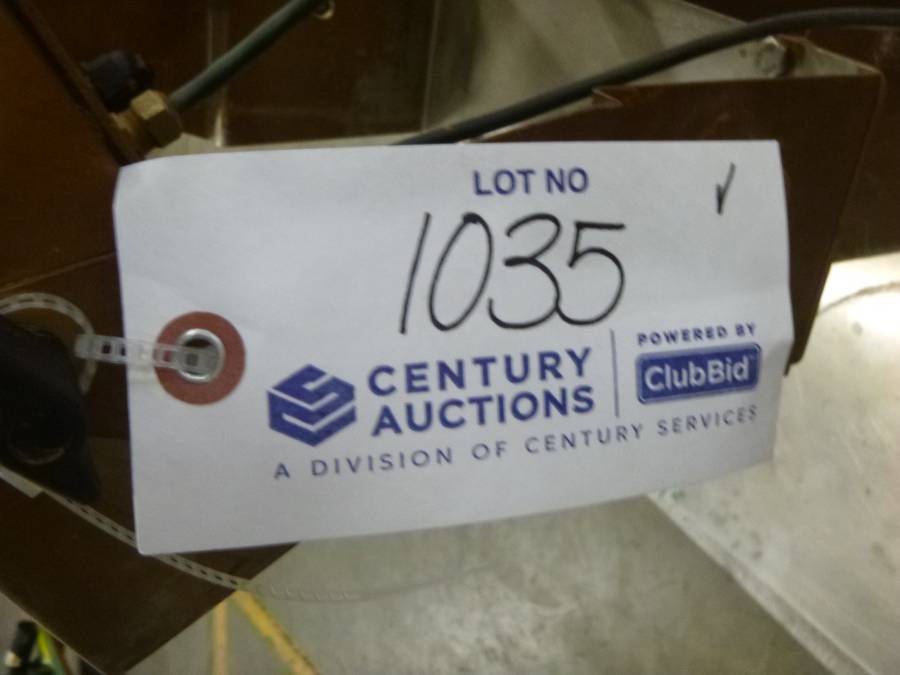 LOT NO
1035
CENTURY
AUCTIONS
POWERED BY
ClubBid
A DIVISION OF CENTURY SERVICES